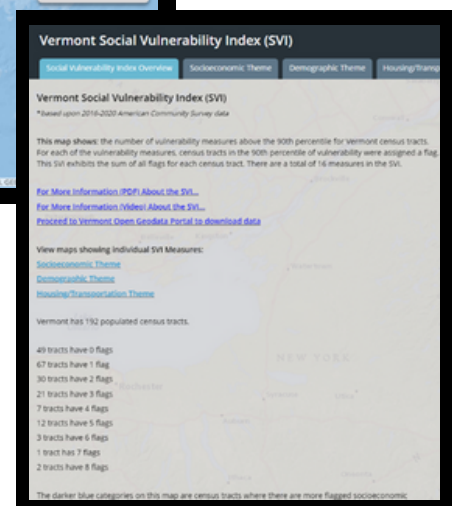 Vermont Social Vulnerability Index (SVI)
Social Vulnerability Index Overview Socioeconomic Theme Demographic Theme Housing/Transp
Vermont Social Vulnerability Index (SVI)
*based upon 2016-2020 American Community Survey data
This map shows: the number of vulnerability measures above the 90th percentile for Vermont census tracts.
For each of the vulnerability measures, census tracts in the 90th percentile of vulnerability were assigned a flag.
This SVI exhibits the sum of all flags for each census tract. There are a total of 16 measures in the SVI.
For More Information (PDF) About the SVI...
For More Information (Video) About the SVI...
Proceed to Vermont Open Geodata Portal to download data
View maps showing individual SVI Measures:
Socioeconomic Theme
Demographic Theme
Housing/Transportation Theme
Vermont has 192 populated census tracts.
49 tracts have 0 flags
67 tracts have 1 flag
30 tracts have 2 flags
21 tracts have 3 flags
7 tracts have 4 flags
12 tracts have 5 flags
3 tracts have 6 flags
1 tract has 7 flags
2 tracts have 8 flags
NEW YORK
Rochester
The darker blue categories on this map are census tracts where there are more flagged socioeconomic